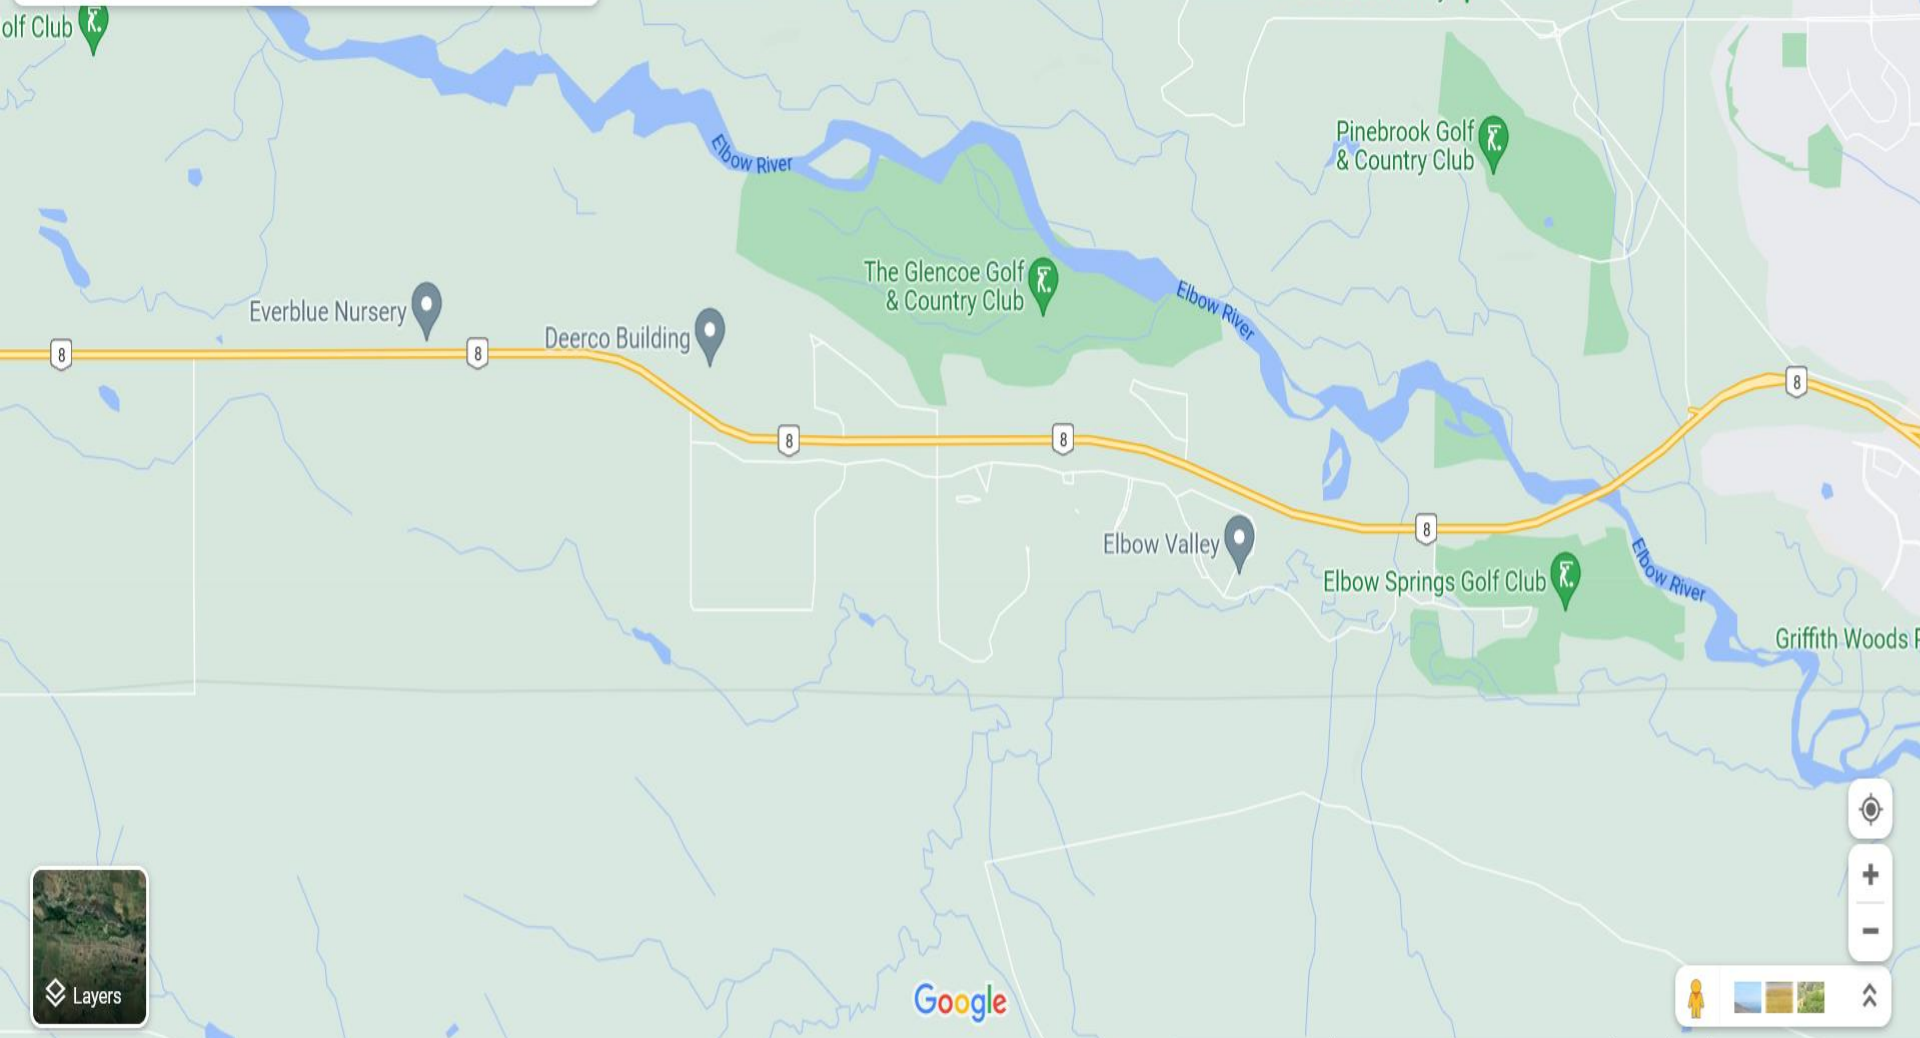 olf Club
Elbow River
Pinebrook Golf
& Country Club
The Glencoe Golf
& Country Club
Elbow River
Everblue Nursery
Deerco Building
8
8
8
8
8
8
Elbow Valley
Elbow Springs Golf Club
Elbow River
Griffith Woods P
Layers
Google